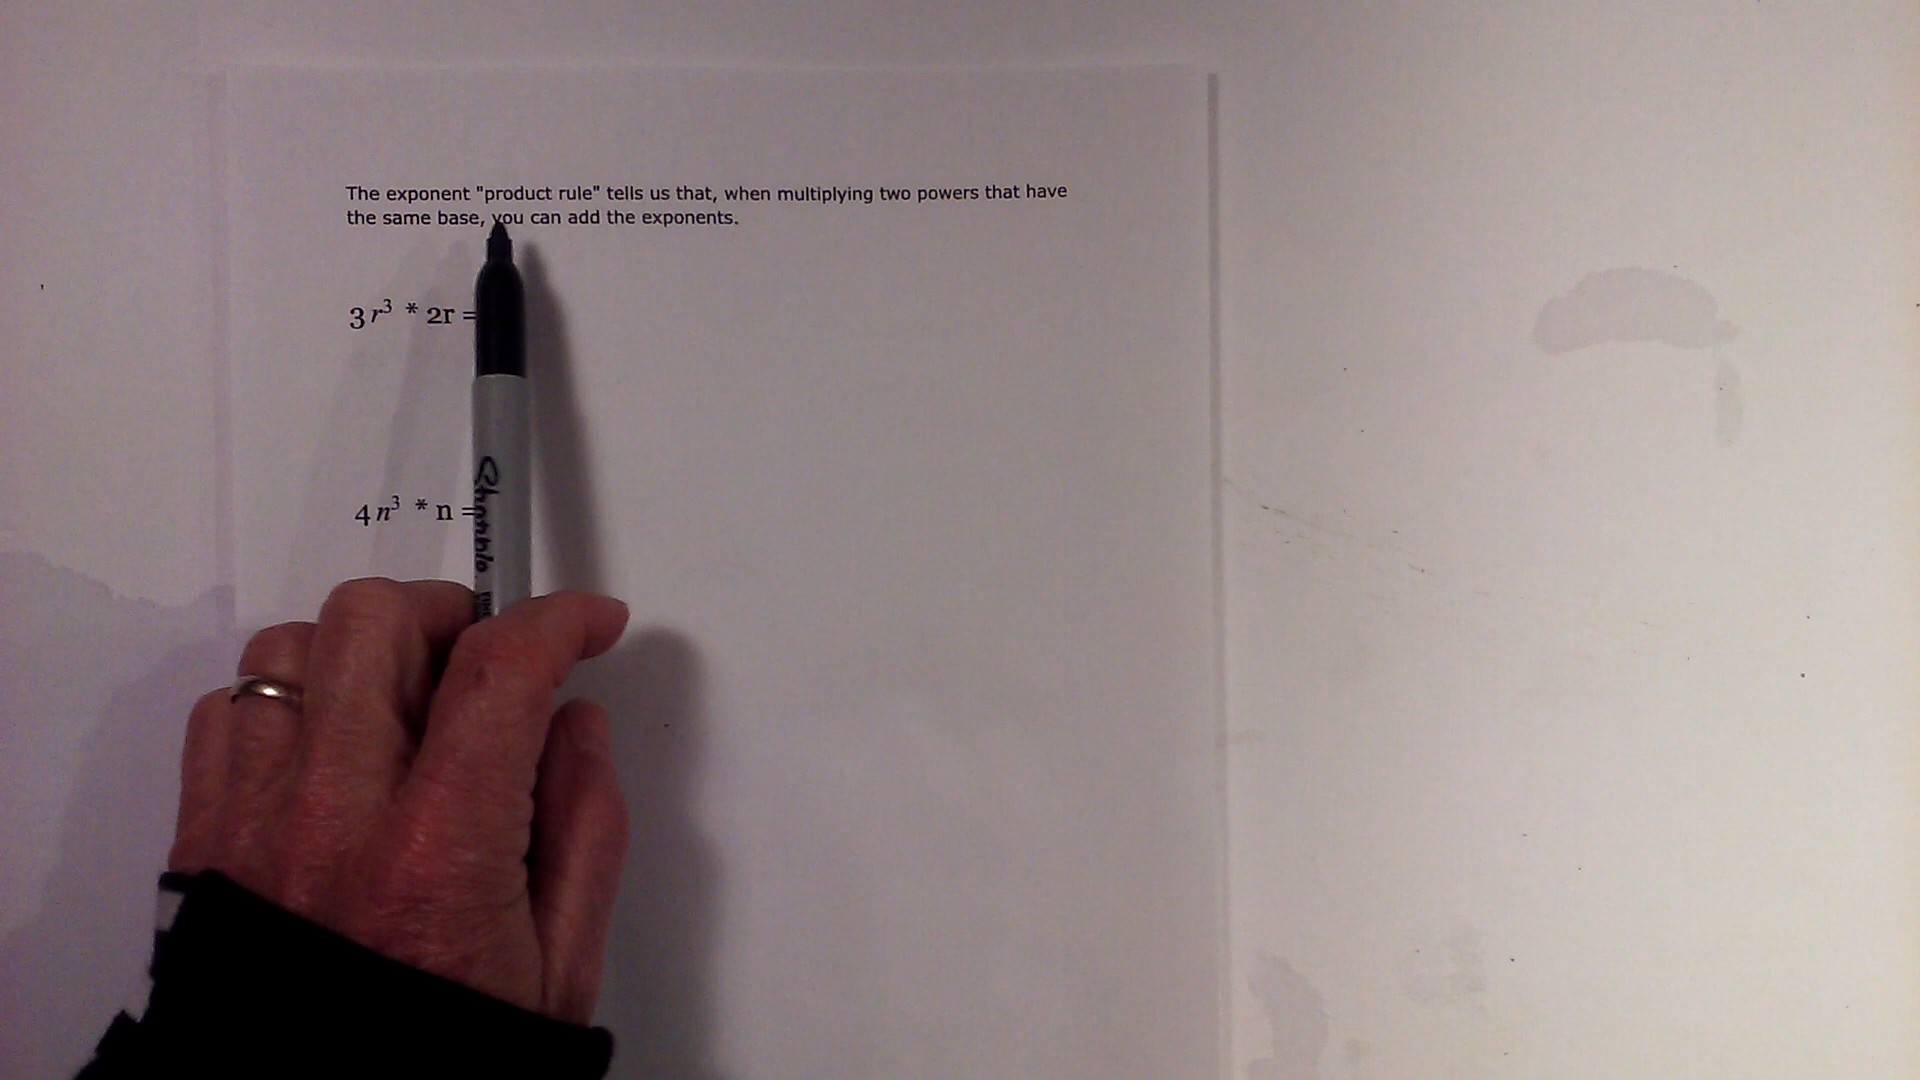 The exponent "product rule" tells us that, when multiplying two powers that have
the same base, you can add the exponents.
3r³ * 2r =
4n³ * n =